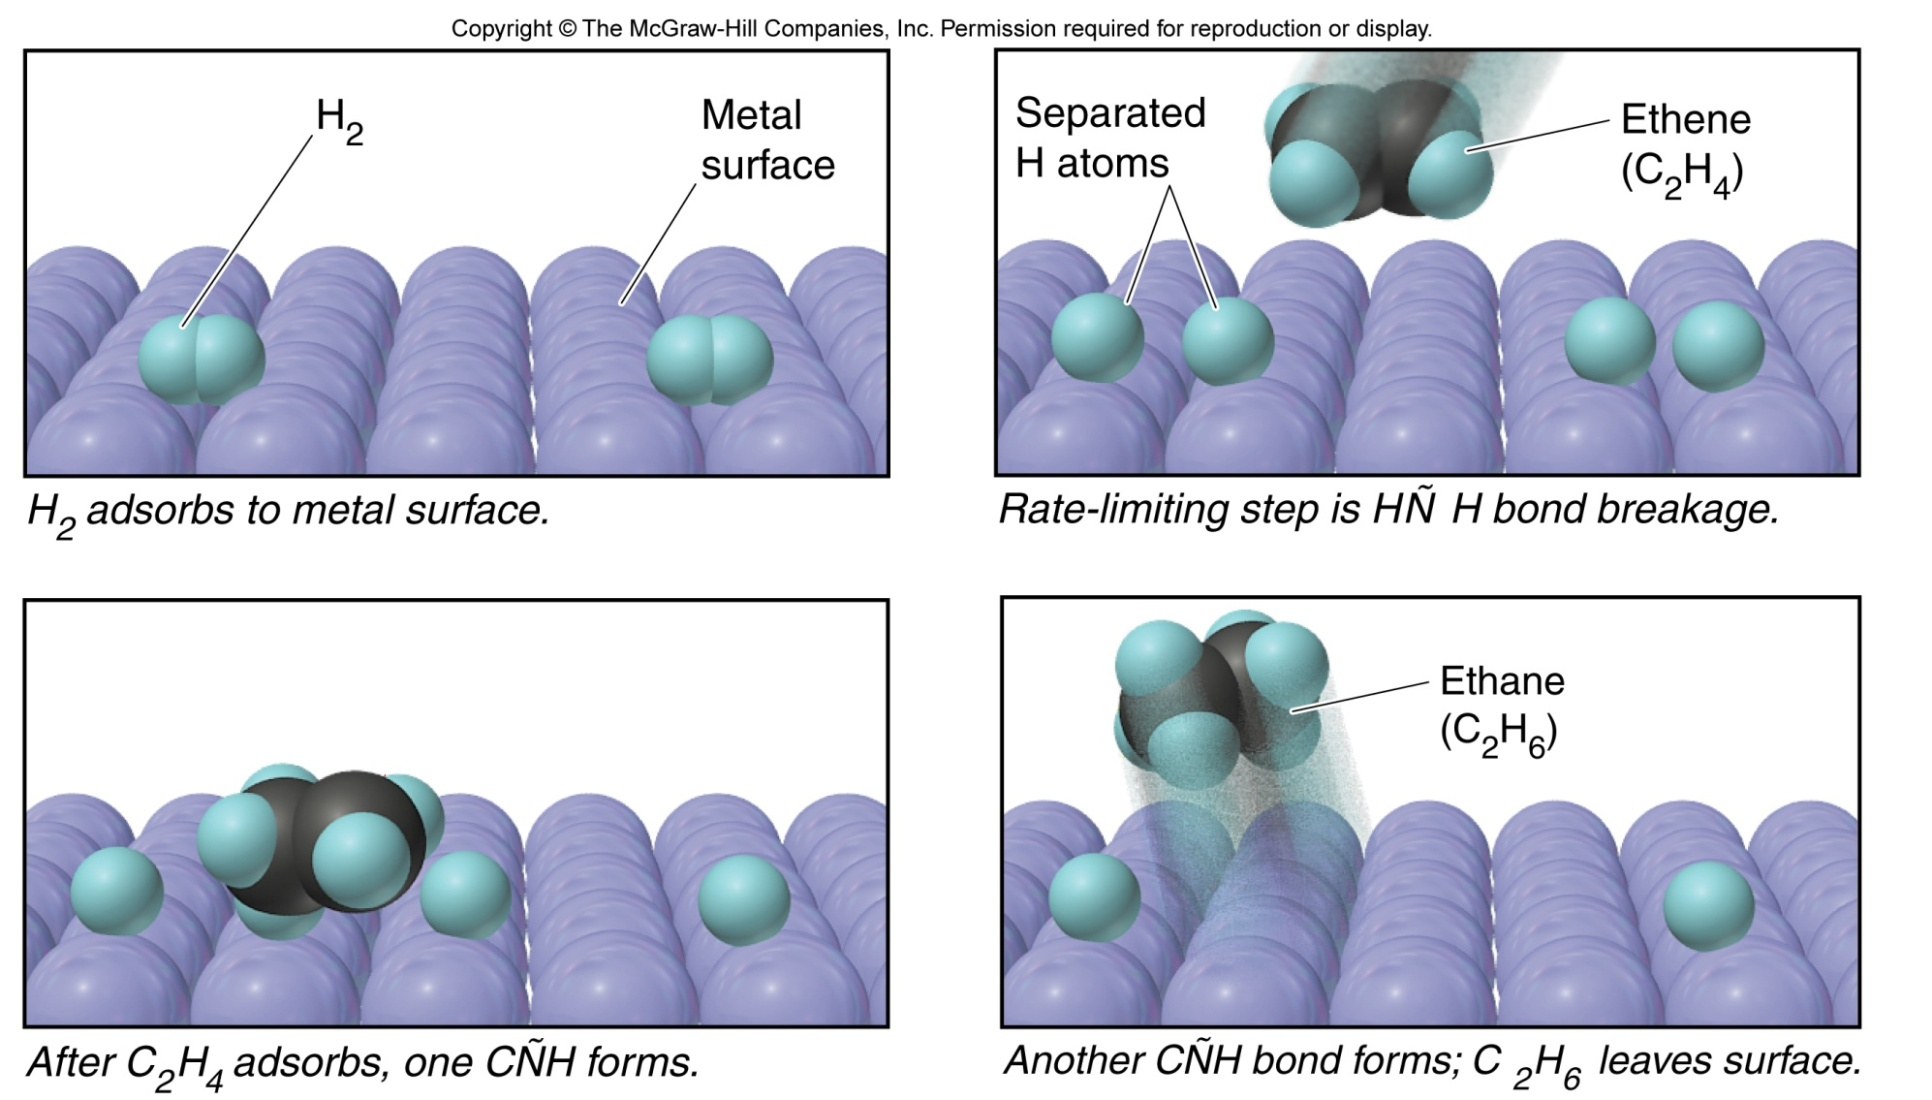 Copyright © The McGraw-Hill Companies, Inc. Permission required for reproduction or display.
H₂
Metal
surface
H₂ adsorbs to metal surface.
Separated
H atoms
Ethene
(C₂H₄)
Rate-limiting step is HÑ H bond breakage.
After C₂H₄ adsorbs, one CÑH forms.
Ethane
(C₂H₆)
Another CÑH bond forms; C ₂H₆ leaves surface.